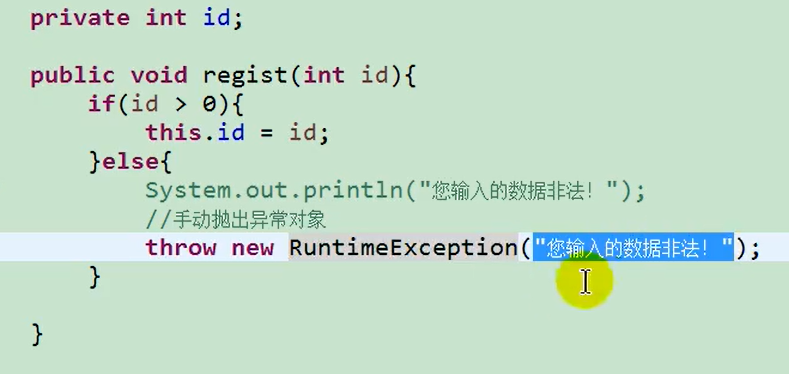 private int id;
public void regist(int id){
if(id > 0){
this.id = id;
}else{
System.out.println("您输入的数据非法！");
//手动抛出异常对象
throw new RuntimeException("您输入的数据非法！");
}
}